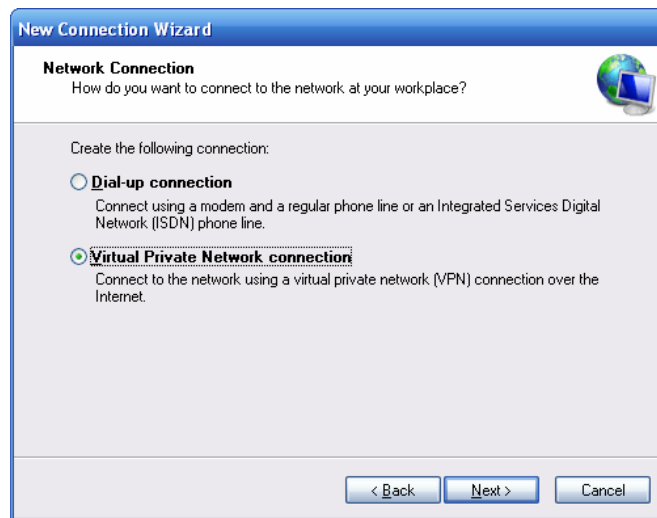 New Connection Wizard
Network Connection
How do you want to connect to the network at your workplace?
Create the following connection:
Dial-up connection
Connect using a modem and a regular phone line or an Integrated Services Digital
Network (ISDN) phone line.
Virtual Private Network connection
Connect to the network using a virtual private network (VPN) connection over the
Internet.
< Back
Next >
Cancel